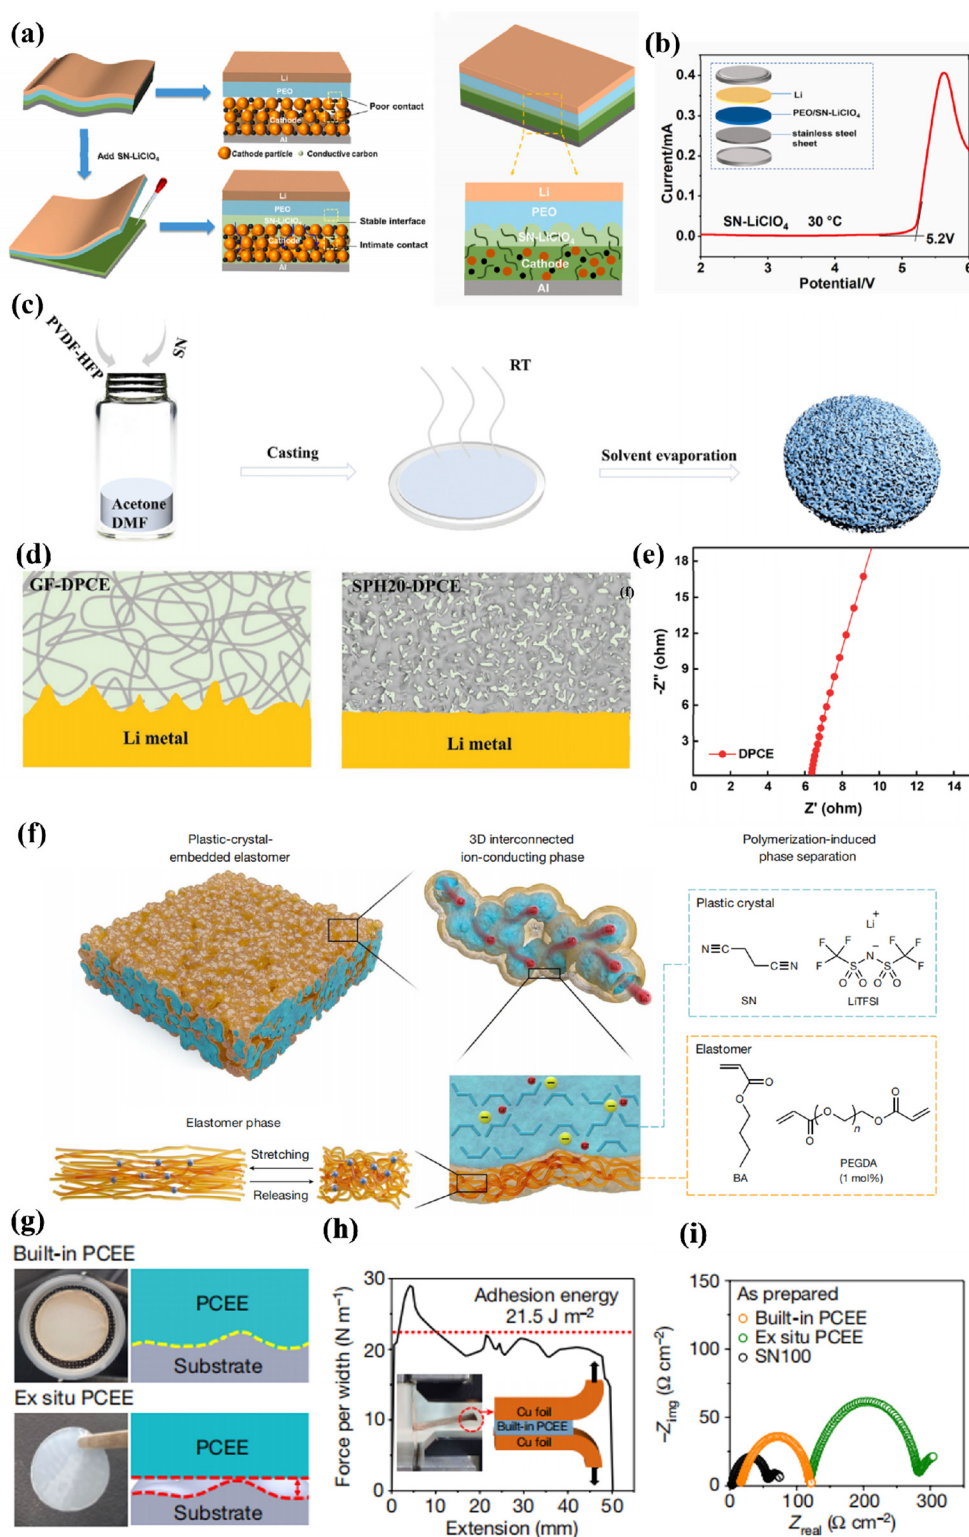 (a)
Li
PEO
Cathode
Al
Poor contact
Cathode particle
Conductive carbon
Add SN-LiClO₄
Li
PEO
SN-LiClO₄
Cathode
Al
Stable interface
Intimate contact
Li
PEO
SN-LiClO₄
Cathode
Al
(b)
Current/mA
0.4
0.3
0.2
0.1
0.0
Li
PEO/SN-LiClO₄
stainless steel
sheet
SN-LiClO₄ 30 °C
5.2V
2 3 4 5 6
Potential/V
(c)
PVDF-HFP
SN
Acetone
DMF
Casting
RT
Solvent evaporation
(d)
GF-DPCE
Li metal
SPH20-DPCE
(f)
Li metal
(e)
-Z'' (ohm)
18
15
12
9
6
3
DPCE
0 2 4 6 8 10 12 14
Z' (ohm)
(f)
Plastic-crystal-
embedded elastomer
3D interconnected
ion-conducting phase
Polymerization-induced
phase separation
Plastic crystal
N≡
≡N
SN
Li+
F F F F F F
S N− S
O O O O
LiTFSI
Elastomer
O
O
BA
O
O
O
n
O
O
PEGDA
(1 mol%)
Elastomer phase
Stretching
Releasing
(g)
Built-in PCEE
PCEE
Substrate
Ex situ PCEE
PCEE
Substrate
(h)
Force per width (N m⁻¹)
30
20
10
0
Adhesion energy
21.5 J m⁻²
Cu foil
Built-in PCEE
Cu foil
0 10 20 30 40 50
Extension (mm)
(i)
−Zimg (Ω cm⁻²)
150
100
50
0
As prepared
Built-in PCEE
Ex situ PCEE
SN100
0 100 200 300
Zreal (Ω cm⁻²)